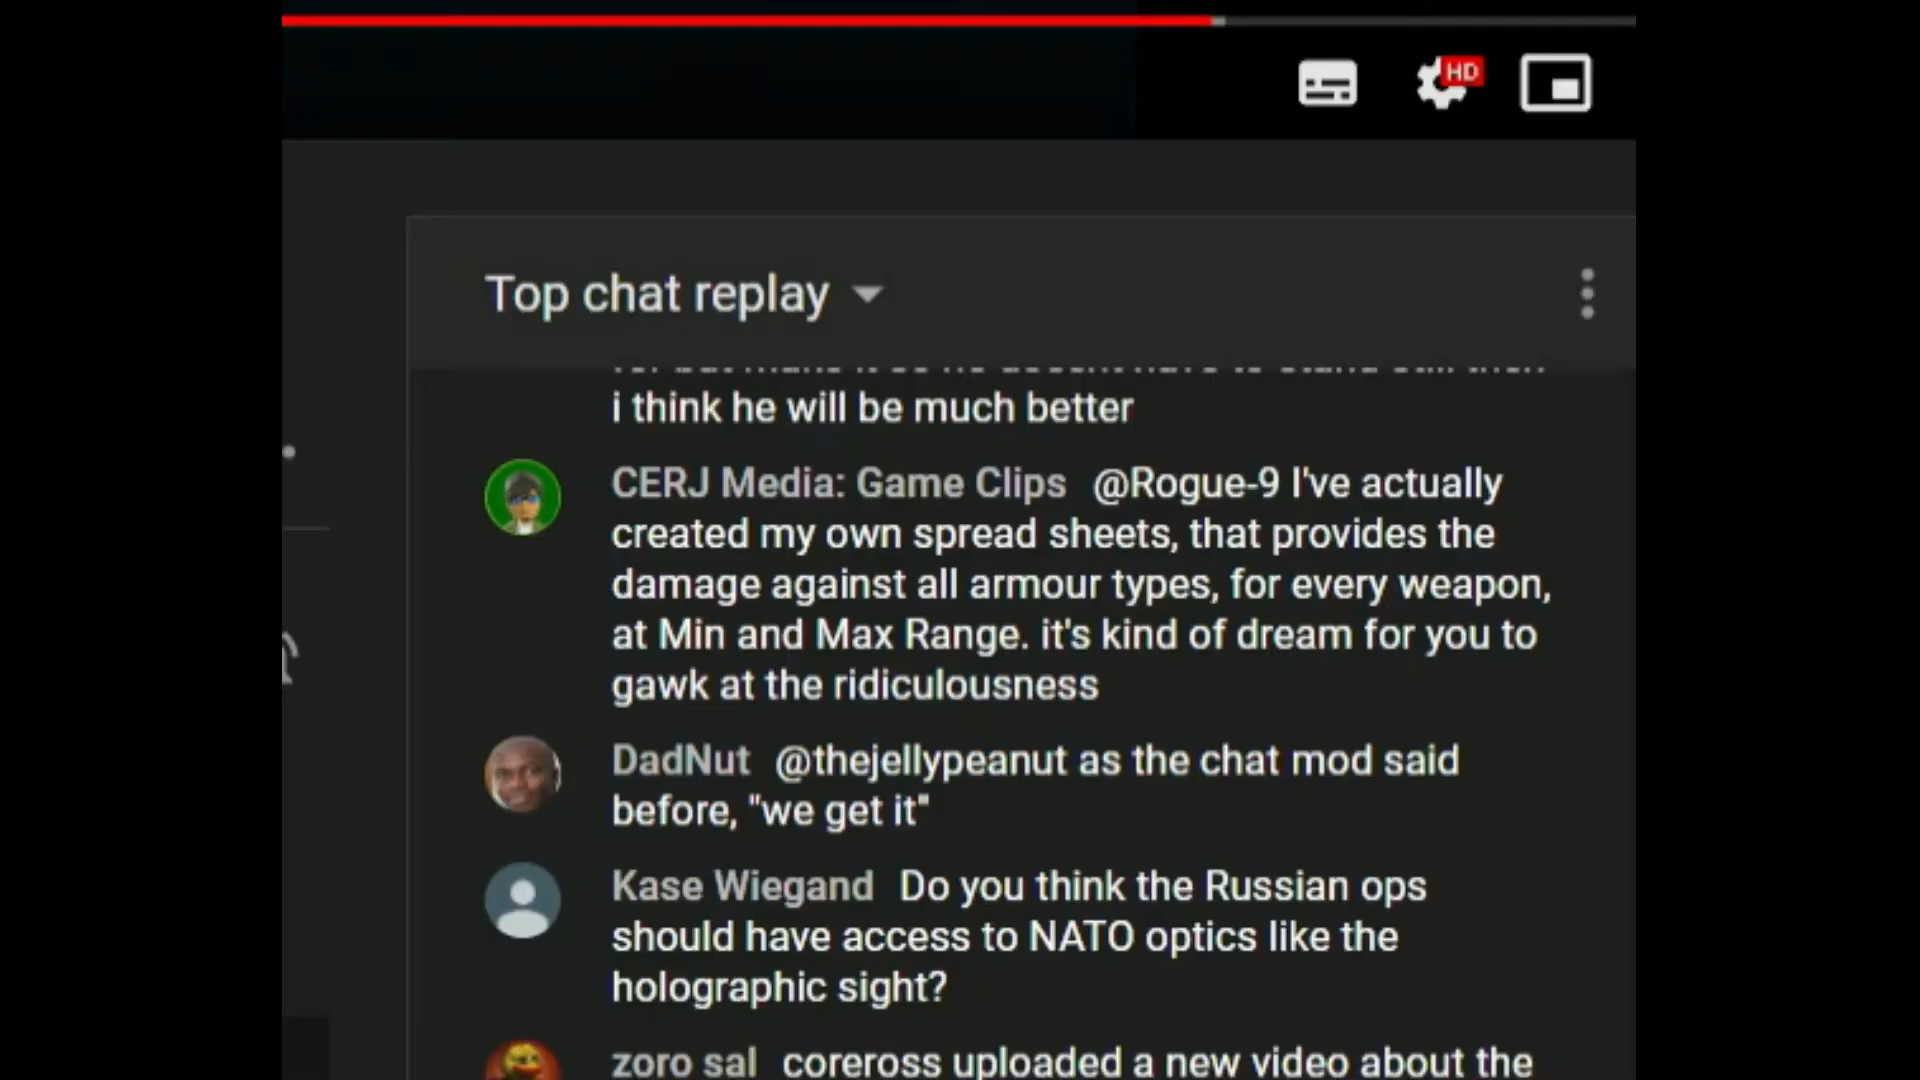 HD
Top chat replay
i think he will be much better
CERJ Media: Game Clips @Rogue-9 I've actually
created my own spread sheets, that provides the
damage against all armour types, for every weapon,
at Min and Max Range. it's kind of dream for you to
gawk at the ridiculousness
DadNut @thejellypeanut as the chat mod said
before, "we get it"
Kase Wiegand Do you think the Russian ops
should have access to NATO optics like the
holographic sight?
zoro sal coreross uploaded a new video about the